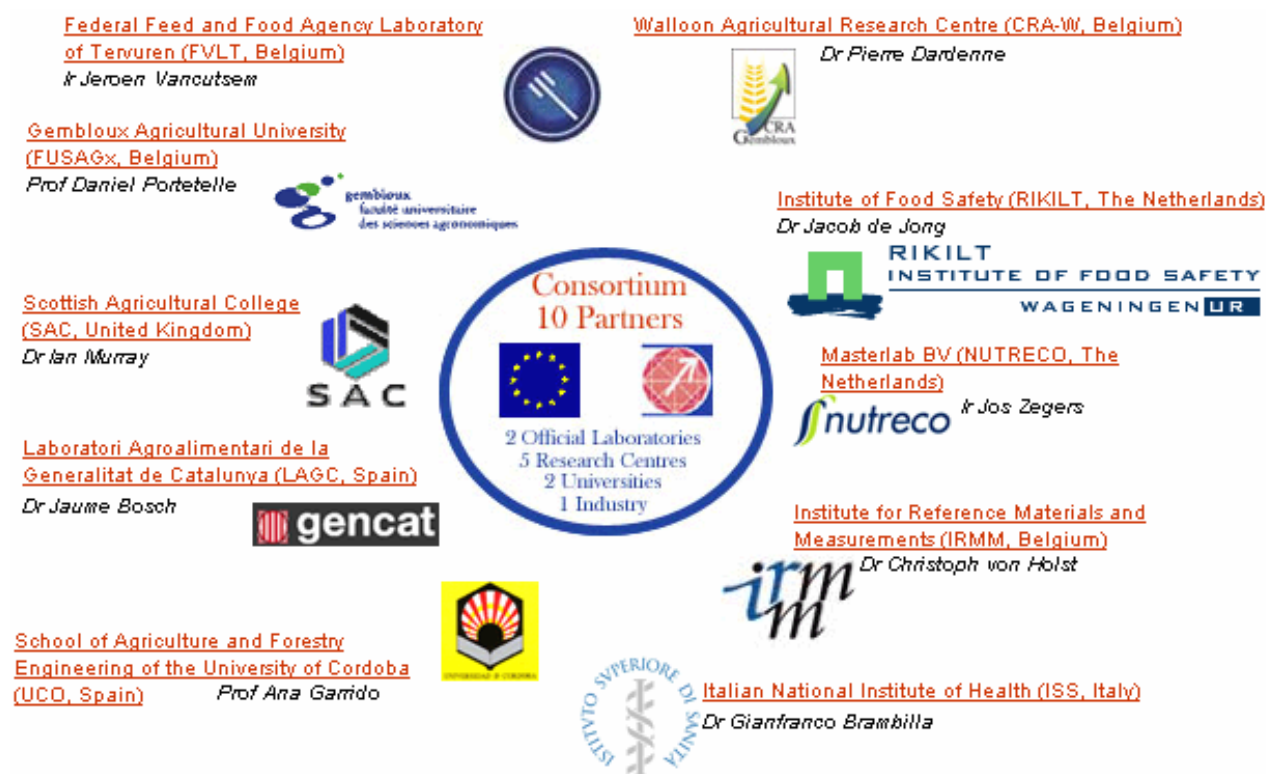 Federal Feed and Food Agency Laboratory
of Tervuren (FVLT, Belgium)
Ir Jeroen Vancutsem
Walloon Agricultural Research Centre (CRA-W, Belgium)
Dr Pierre Dardenne
CRA
Gembloux
Gembloux Agricultural University
(FUSAGx, Belgium)
Prof Daniel Portetelle
gembloux
faculté universitaire
des sciences agronomiques
Institute of Food Safety (RIKILT, The Netherlands)
Dr Jacob de Jong
RIKILT
INSTITUTE OF FOOD SAFETY
WAGENINGEN UR
Consortium
10 Partners
2 Official Laboratories
5 Research Centres
2 Universities
1 Industry
Scottish Agricultural College
(SAC, United Kingdom)
Dr Ian Murray
SAC
Masterlab BV (NUTRECO, The
Netherlands)
Ir Jos Zegers
nutreco
Laboratori Agroalimentari de la
Generalitat de Catalunya (LAGC, Spain)
Dr Jaume Bosch
gencat
Institute for Reference Materials and
Measurements (IRMM, Belgium)
Dr Christoph von Holst
irmm
School of Agriculture and Forestry
Engineering of the University of Cordoba
(UCO, Spain)
Prof Ana Garrido
UNIVERSIDAD D CORDOBA
ISTITVTO SVPERIORE DI SANITÀ
Italian National Institute of Health (ISS, Italy)
Dr Gianfranco Brambilla